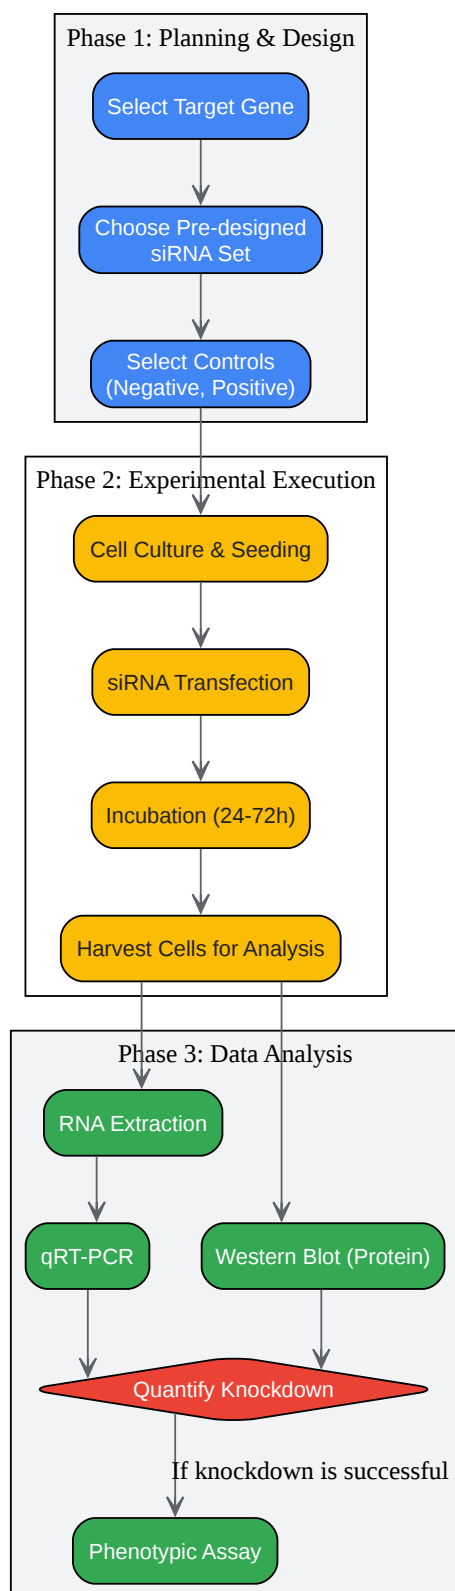 Phase 1: Planning & Design
Select Target Gene
Choose Pre-designed
siRNA Set
Select Controls
(Negative, Positive)
Phase 2: Experimental Execution
Cell Culture & Seeding
siRNA Transfection
Incubation (24-72h)
Harvest Cells for Analysis
Phase 3: Data Analysis
RNA Extraction
qRT-PCR
Western Blot (Protein)
Quantify Knockdown
If knockdown is successful
Phenotypic Assay